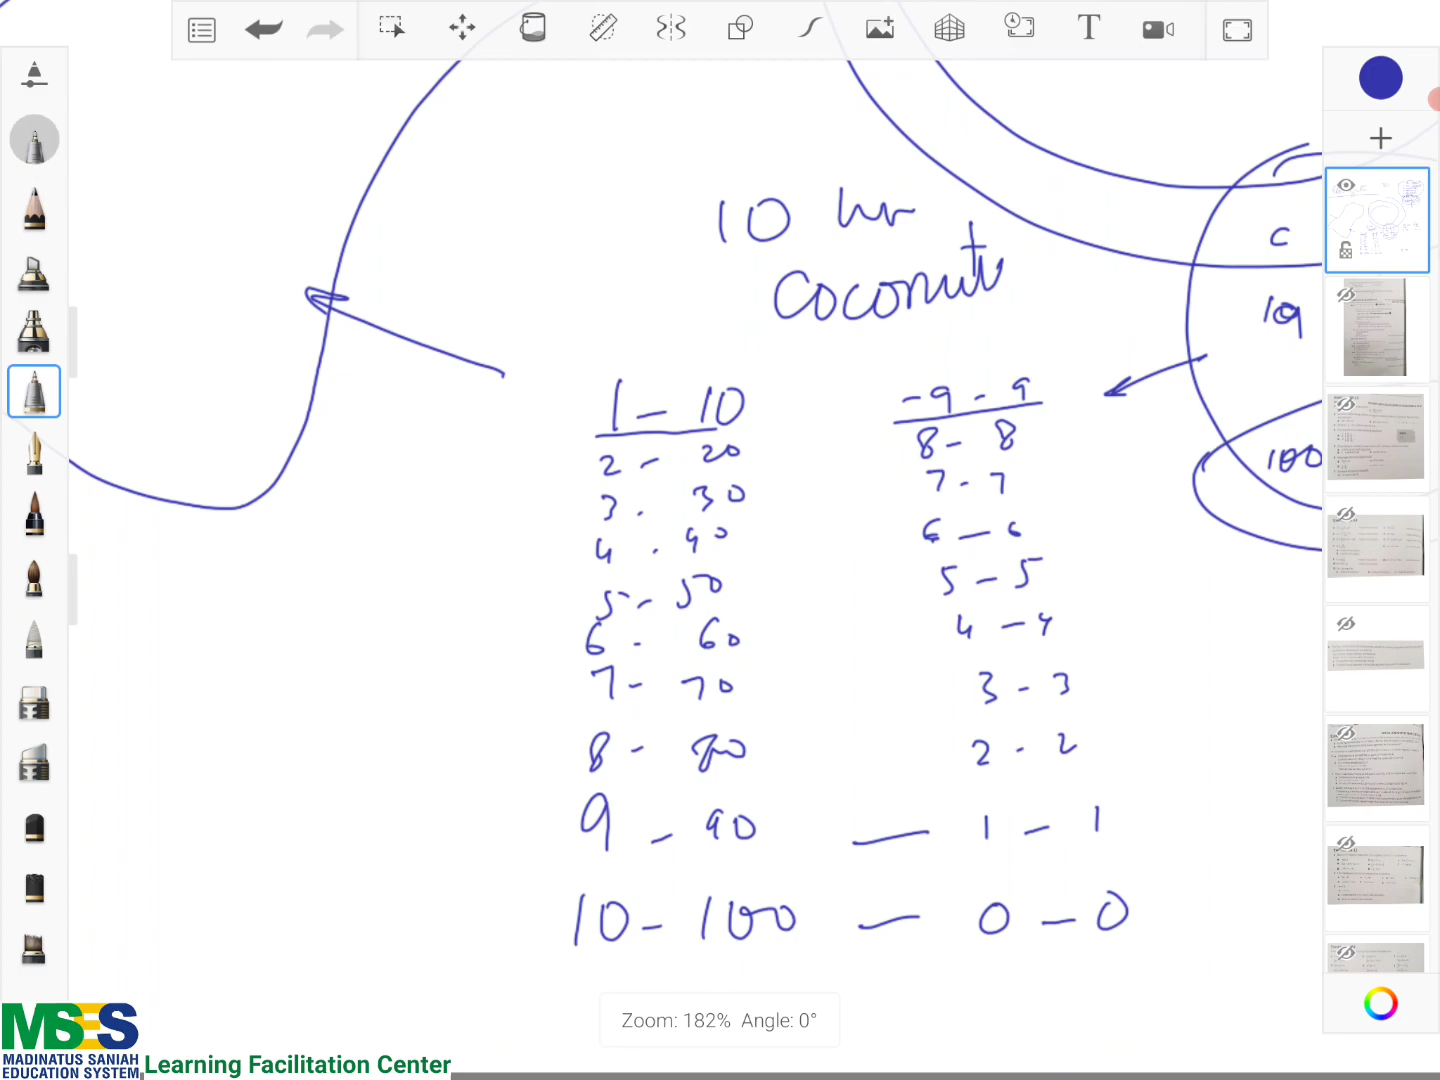 T
10 hr
Coconuts
c
19
100
1 - 10 - 9 - 9
2 - 20 8 - 8
3 . 30 7 - 7
4 . 40 6 - 6
5 - 50 5 - 5
6 - 60 4 - 4
7 - 70 3 - 3
8 - 80 2 - 2
9 - 90 - 1 - 1
10 - 100 - 0 - 0
Zoom: 182% Angle: 0°
MSES
MADINATUS SANIAH
EDUCATION SYSTEM
Learning Facilitation Center